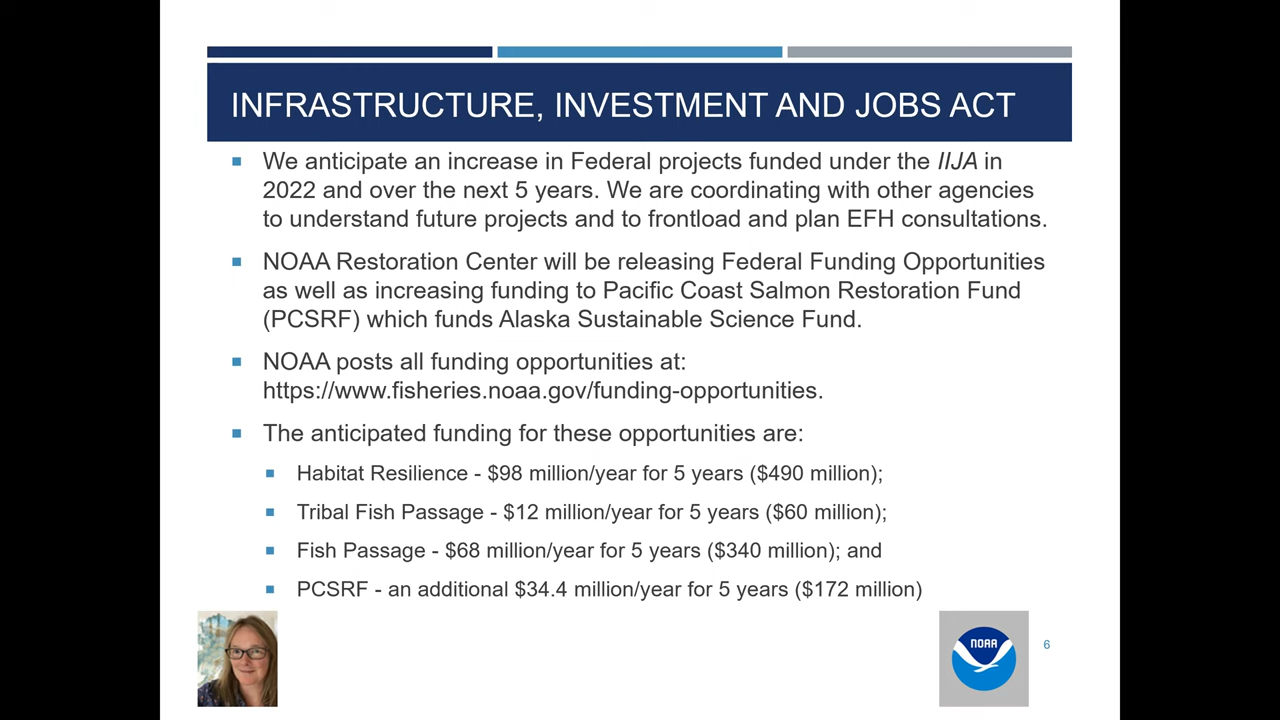 INFRASTRUCTURE, INVESTMENT AND JOBS ACT
We anticipate an increase in Federal projects funded under the IIJA in
2022 and over the next 5 years. We are coordinating with other agencies
to understand future projects and to frontload and plan EFH consultations.
NOAA Restoration Center will be releasing Federal Funding Opportunities
as well as increasing funding to Pacific Coast Salmon Restoration Fund
(PCSRF) which funds Alaska Sustainable Science Fund.
NOAA posts all funding opportunities at:
https://www.fisheries.noaa.gov/funding-opportunities.
The anticipated funding for these opportunities are:
Habitat Resilience - $98 million/year for 5 years ($490 million);
Tribal Fish Passage - $12 million/year for 5 years ($60 million);
Fish Passage - $68 million/year for 5 years ($340 million); and
PCSRF - an additional $34.4 million/year for 5 years ($172 million)
NOAA
6